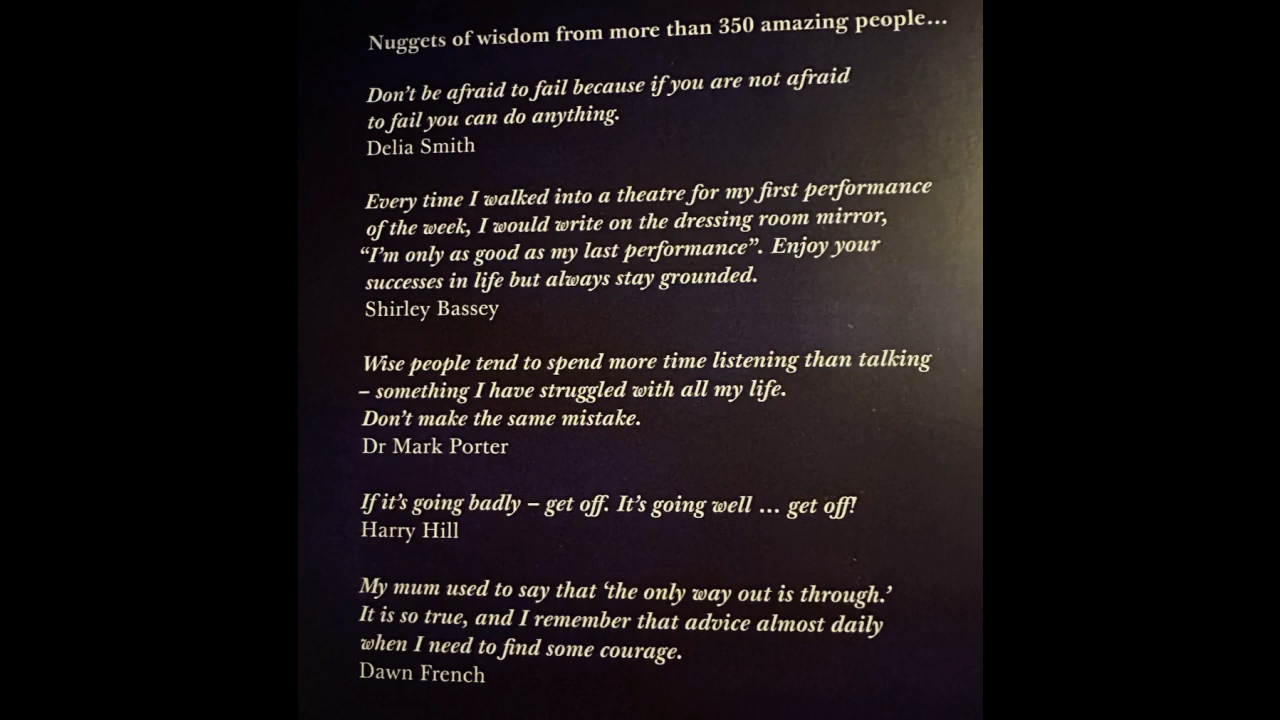 Nuggets of wisdom from more than 350 amazing people...
Don't be afraid to fail because if you are not afraid
to fail you can do anything.
Delia Smith
Every time I walked into a theatre for my first performance
of the week, I would write on the dressing room mirror,
“I'm only as good as my last performance”. Enjoy your
successes in life but always stay grounded.
Shirley Bassey
Wise people tend to spend more time listening than talking
– something I have struggled with all my life.
Don't make the same mistake.
Dr Mark Porter
If it's going badly – get off. It's going well ... get off!
Harry Hill
My mum used to say that ‘the only way out is through.’
It is so true, and I remember that advice almost daily
when I need to find some courage.
Dawn French